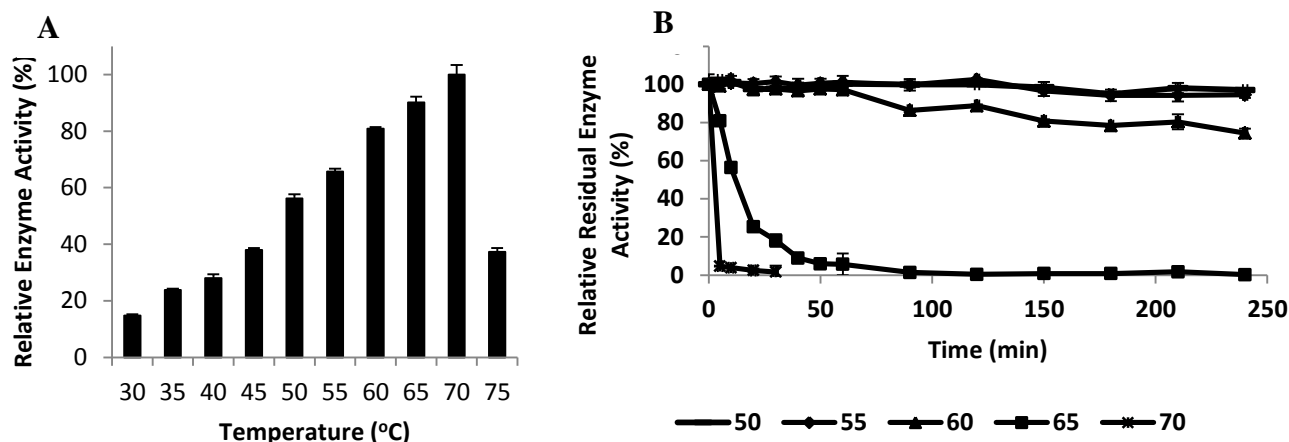 A
Relative Enzyme Activity (%)
100
80
60
40
20
0
30 35 40 45 50 55 60 65 70 75
Temperature (ºC)
B
Relative Residual Enzyme
Activity (%)
100
80
60
40
20
0
0 50 100 150 200 250
Time (min)
50 55 60 65 70